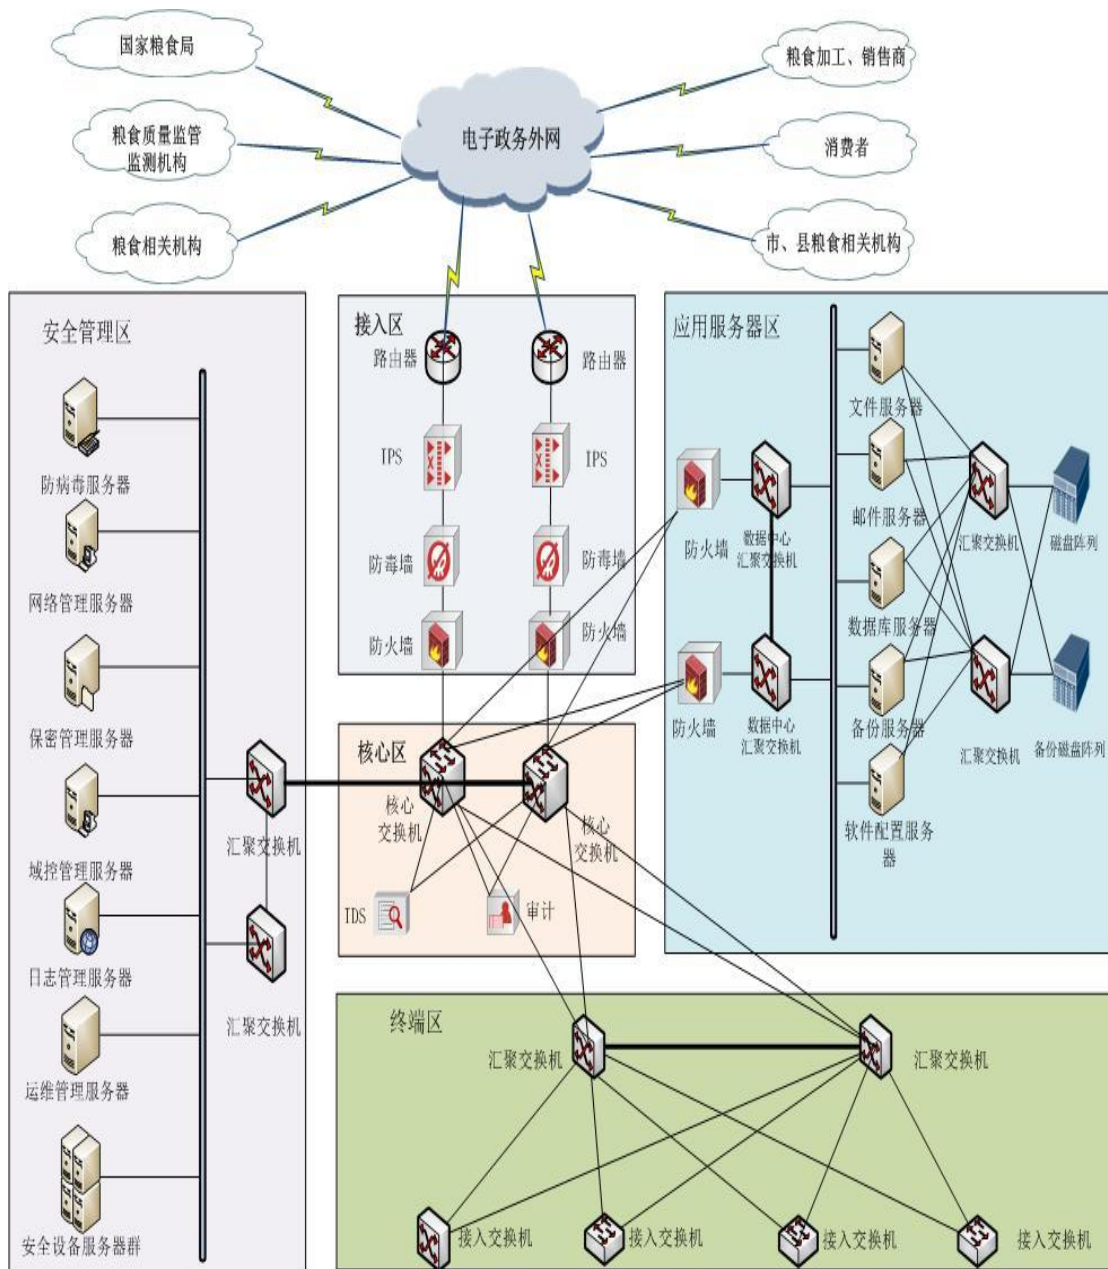 国家粮食局
粮食质量监管
监测机构
粮食相关机构
电子政务外网
粮食加工、销售商
消费者
市、县粮食相关机构
安全管理区
防病毒服务器
网络管理服务器
保密管理服务器
域控管理服务器
日志管理服务器
运维管理服务器
安全设备服务器群
汇聚交换机
汇聚交换机
接入区
路由器
路由器
IPS
IPS
防毒墙
防毒墙
防火墙
防火墙
核心区
核心
交换机
核心
交换机
IDS
审计
应用服务器区
防火墙
防火墙
数据中心
汇聚交换机
数据中心
汇聚交换机
文件服务器
邮件服务器
数据库服务器
备份服务器
软件配置服务
器
汇聚交换机
汇聚交换机
磁盘阵列
备份磁盘阵列
终端区
汇聚交换机
汇聚交换机
接入交换机
接入交换机
接入交换机
接入交换机